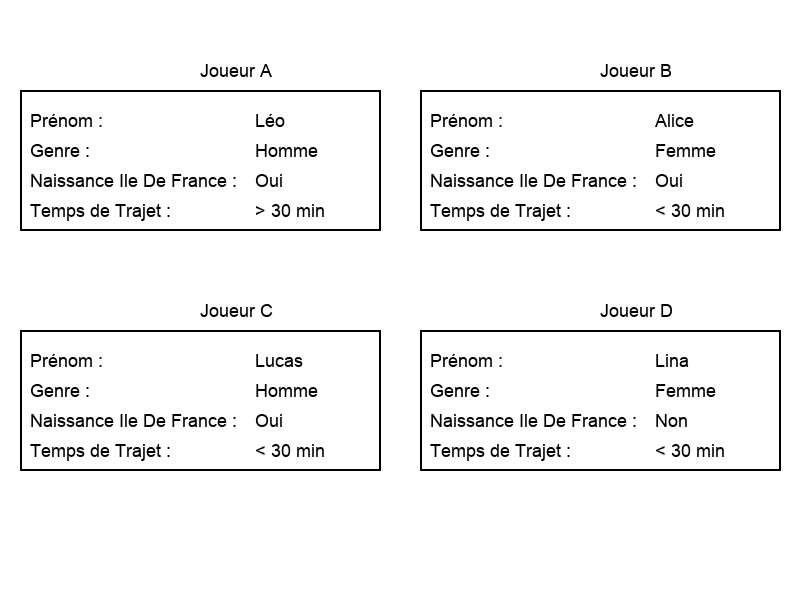 Joueur A
Prénom : Léo
Genre : Homme
Naissance Ile De France : Oui
Temps de Trajet : > 30 min
Joueur B
Prénom : Alice
Genre : Femme
Naissance Ile De France : Oui
Temps de Trajet : < 30 min
Joueur C
Prénom : Lucas
Genre : Homme
Naissance Ile De France : Oui
Temps de Trajet : < 30 min
Joueur D
Prénom : Lina
Genre : Femme
Naissance Ile De France : Non
Temps de Trajet : < 30 min